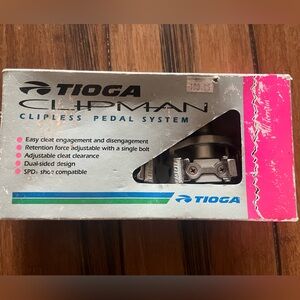 TIOGA
CLIPMAN
CLIPLESS PEDAL SYSTEM
Easy cleat engagement and disengagement
Retention force adjustable with a single bolt
Adjustable cleat clearance
Dual-sided design
SPD® shoe compatible
TIOGA